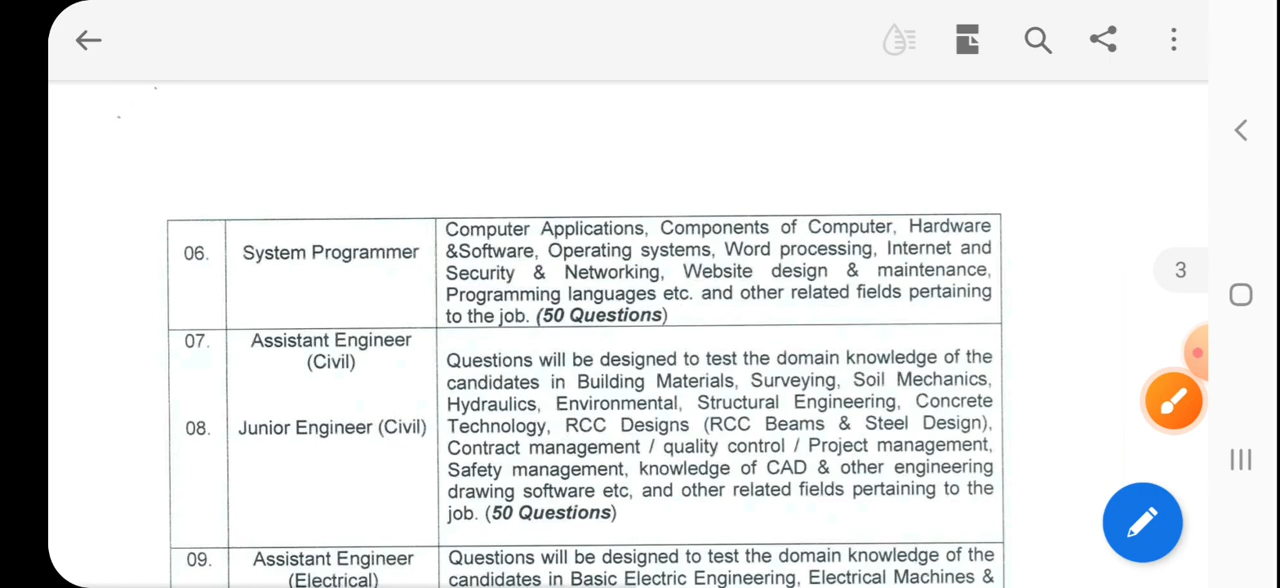 3
06.
System Programmer
Computer Applications, Components of Computer, Hardware
&Software, Operating systems, Word processing, Internet and
Security & Networking, Website design & maintenance,
Programming languages etc. and other related fields pertaining
to the job. (50 Questions)
07.
Assistant Engineer
(Civil)
08.
Junior Engineer (Civil)
Questions will be designed to test the domain knowledge of the
candidates in Building Materials, Surveying, Soil Mechanics,
Hydraulics, Environmental, Structural Engineering, Concrete
Technology, RCC Designs (RCC Beams & Steel Design),
Contract management / quality control / Project management,
Safety management, knowledge of CAD & other engineering
drawing software etc, and other related fields pertaining to the
job. (50 Questions)
09.
Assistant Engineer
(Electrical)
Questions will be designed to test the domain knowledge of the
candidates in Basic Electric Engineering, Electrical Machines &